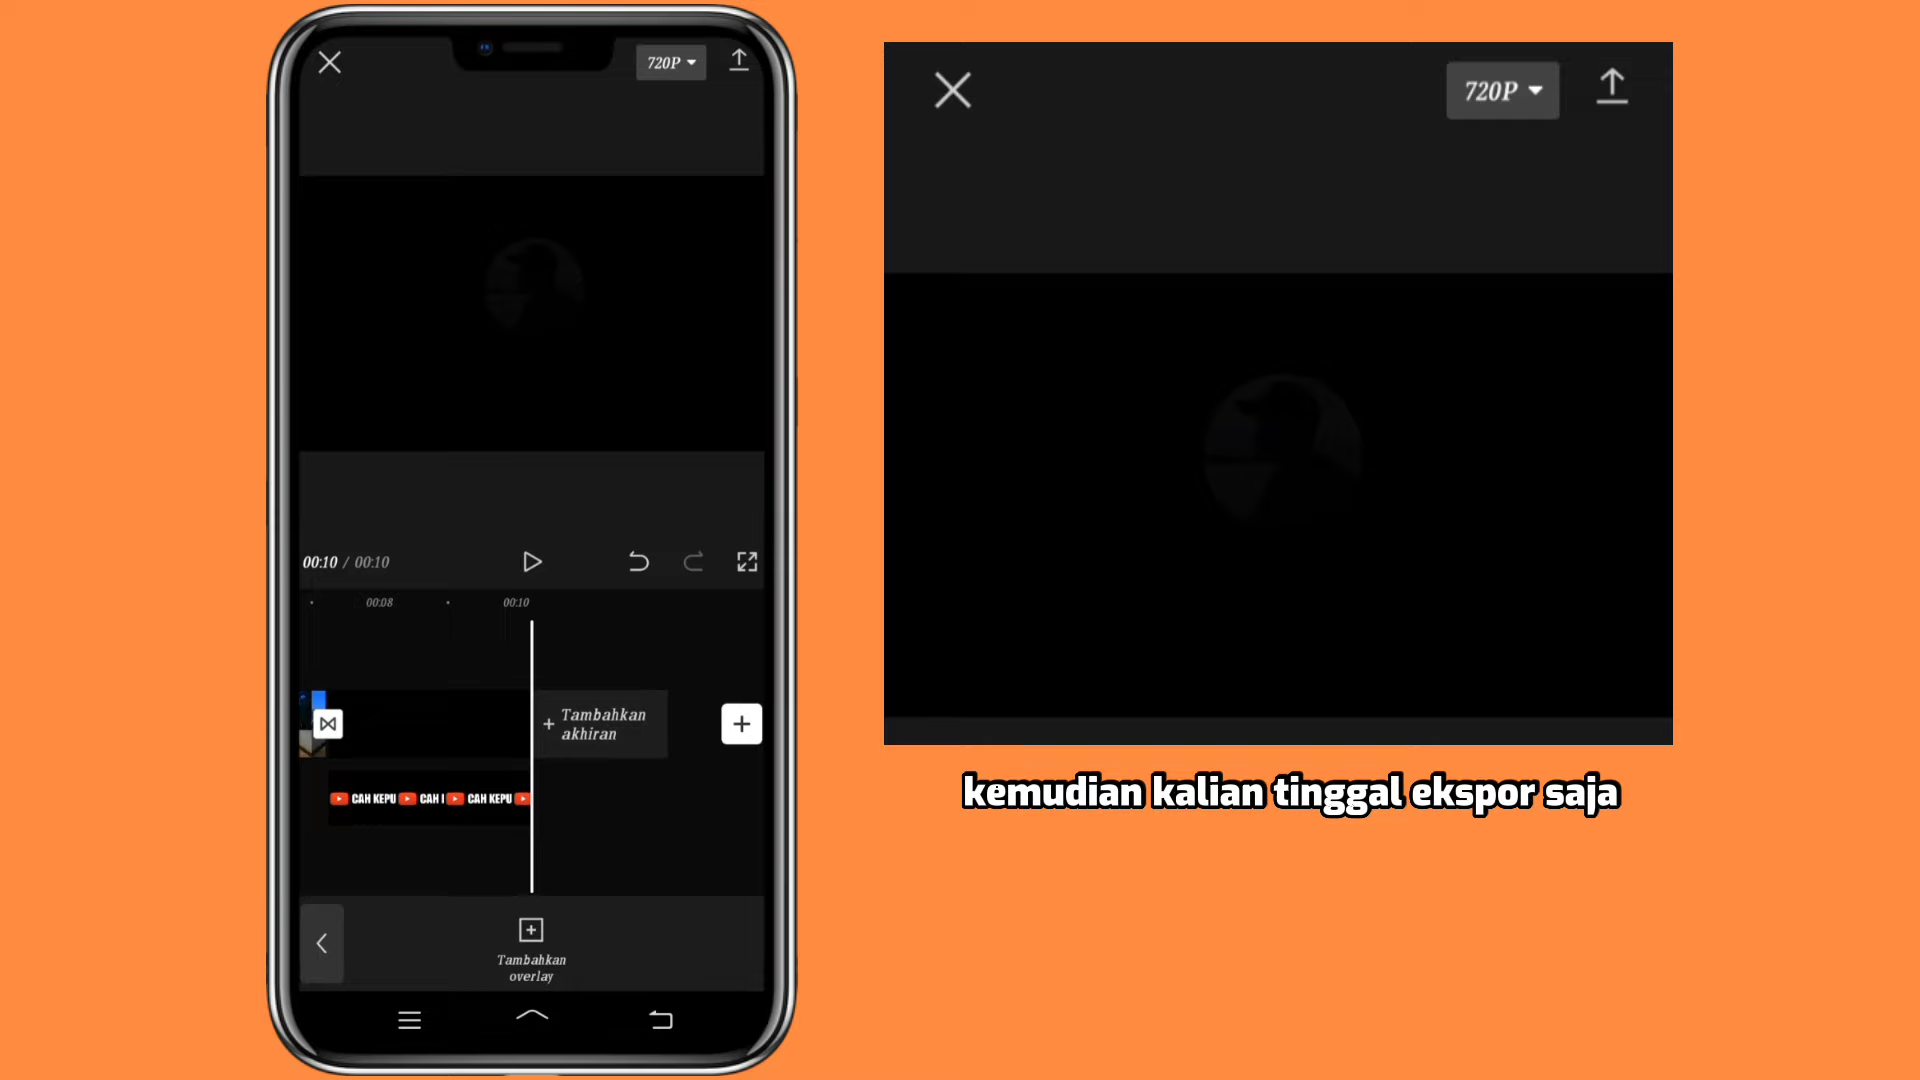 720P
720P
00:10 / 00:10
00:08
00:10
+ Tambahkan
akhiran
CAH KEPU CAH I CAH KEPU
kemudian kalian tinggal ekspor saja
Tambahkan
overlay